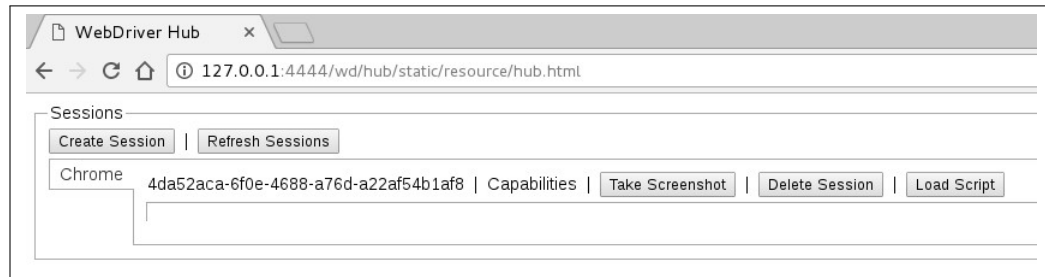 WebDriver Hub
127.0.0.1:4444/wd/hub/static/resource/hub.html
Sessions
Create Session | Refresh Sessions
Chrome
4da52aca-6f0e-4688-a76d-a22af54b1af8 | Capabilities | Take Screenshot | Delete Session | Load Script